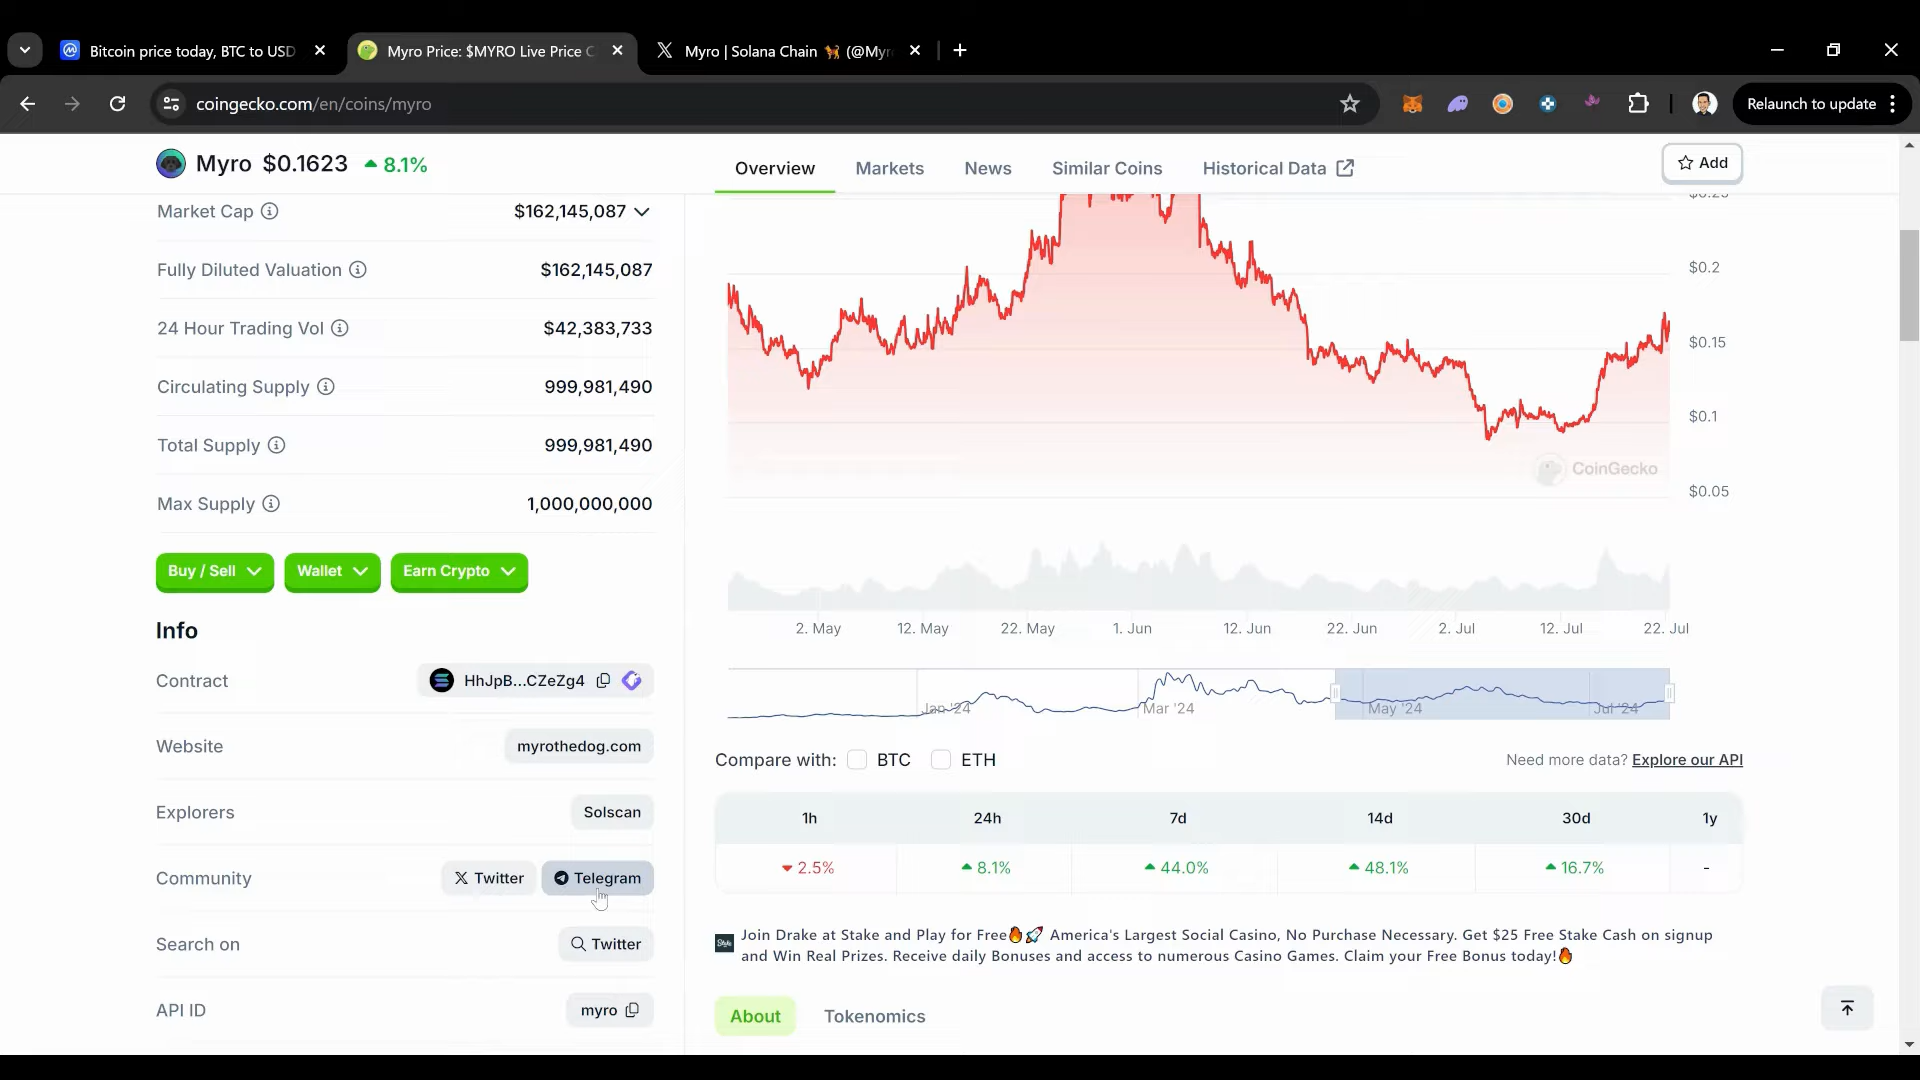 Bitcoin price today, BTC to USD
Myro Price: $MYRO Live Price C
Myro | Solana Chain 🐕 (@Myr
coingecko.com/en/coins/myro
Relaunch to update
Myro $0.1623 8.1%
Overview Markets News Similar Coins Historical Data
Add
Market Cap $162,145,087
Fully Diluted Valuation $162,145,087
24 Hour Trading Vol $42,383,733
Circulating Supply 999,981,490
Total Supply 999,981,490
Max Supply 1,000,000,000
Buy / Sell Wallet Earn Crypto
Info
Contract HhJpB...CZeZg4
Website myrothedog.com
Explorers Solscan
Community Twitter Telegram
Search on Twitter
API ID myro
$0.25
$0.2
$0.15
$0.1
CoinGecko
$0.05
2. May 12. May 22. May 1. Jun 12. Jun 22. Jun 2. Jul 12. Jul 22. Jul
Jan '24 Mar '24 May '24 Jul '24
Compare with: BTC ETH
Need more data? Explore our API
1h 24h 7d 14d 30d 1y
2.5% 8.1% 44.0% 48.1% 16.7% -
Stake
Join Drake at Stake and Play for Free🔥🚀 America's Largest Social Casino, No Purchase Necessary. Get $25 Free Stake Cash on signup
and Win Real Prizes. Receive daily Bonuses and access to numerous Casino Games. Claim your Free Bonus today!🔥
About Tokenomics